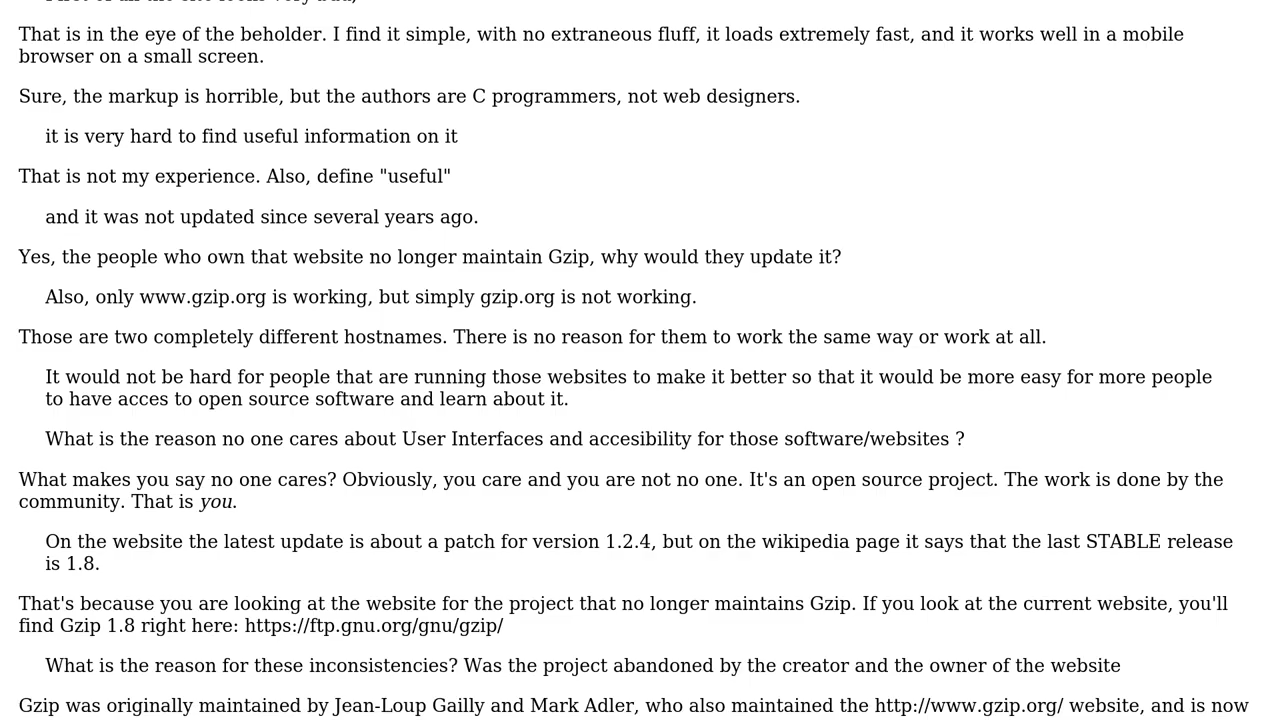 That is in the eye of the beholder. I find it simple, with no extraneous fluff, it loads extremely fast, and it works well in a mobile
browser on a small screen.
Sure, the markup is horrible, but the authors are C programmers, not web designers.
it is very hard to find useful information on it
That is not my experience. Also, define "useful"
and it was not updated since several years ago.
Yes, the people who own that website no longer maintain Gzip, why would they update it?
Also, only www.gzip.org is working, but simply gzip.org is not working.
Those are two completely different hostnames. There is no reason for them to work the same way or work at all.
It would not be hard for people that are running those websites to make it better so that it would be more easy for more people
to have acces to open source software and learn about it.
What is the reason no one cares about User Interfaces and accesibility for those software/websites ?
What makes you say no one cares? Obviously, you care and you are not no one. It's an open source project. The work is done by the
community. That is you.
On the website the latest update is about a patch for version 1.2.4, but on the wikipedia page it says that the last STABLE release
is 1.8.
That's because you are looking at the website for the project that no longer maintains Gzip. If you look at the current website, you'll
find Gzip 1.8 right here: https://ftp.gnu.org/gnu/gzip/
What is the reason for these inconsistencies? Was the project abandoned by the creator and the owner of the website
Gzip was originally maintained by Jean-Loup Gailly and Mark Adler, who also maintained the http://www.gzip.org/ website, and is now